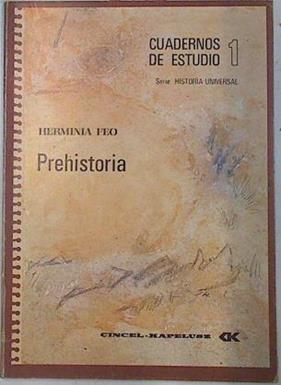 CUADERNOS
DE ESTUDIO 1
Serie HISTORIA UNIVERSAL
HERMINIA FEO
Prehistoria
CINCEL-KAPELUSZ CK